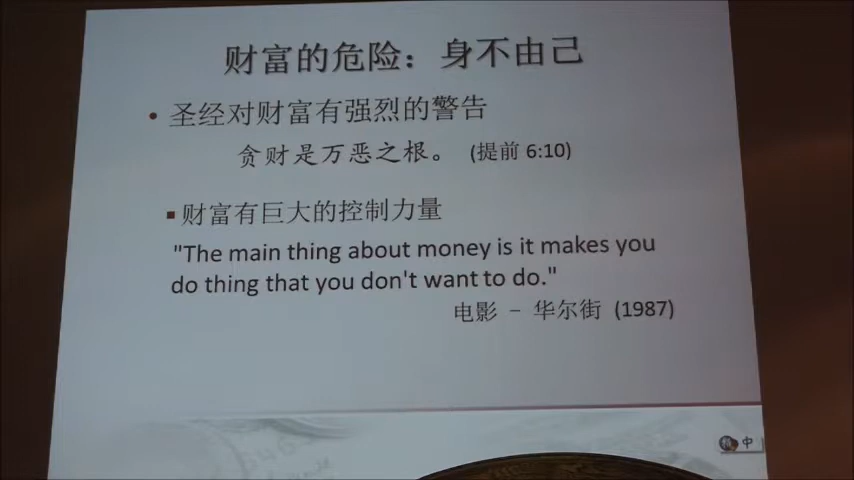 财富的危险：身不由己
• 圣经对财富有强烈的警告
贪财是万恶之根。 (提前 6:10)
▪ 财富有巨大的控制力量
"The main thing about money is it makes you
do thing that you don't want to do."
电影 – 华尔街 (1987)
中